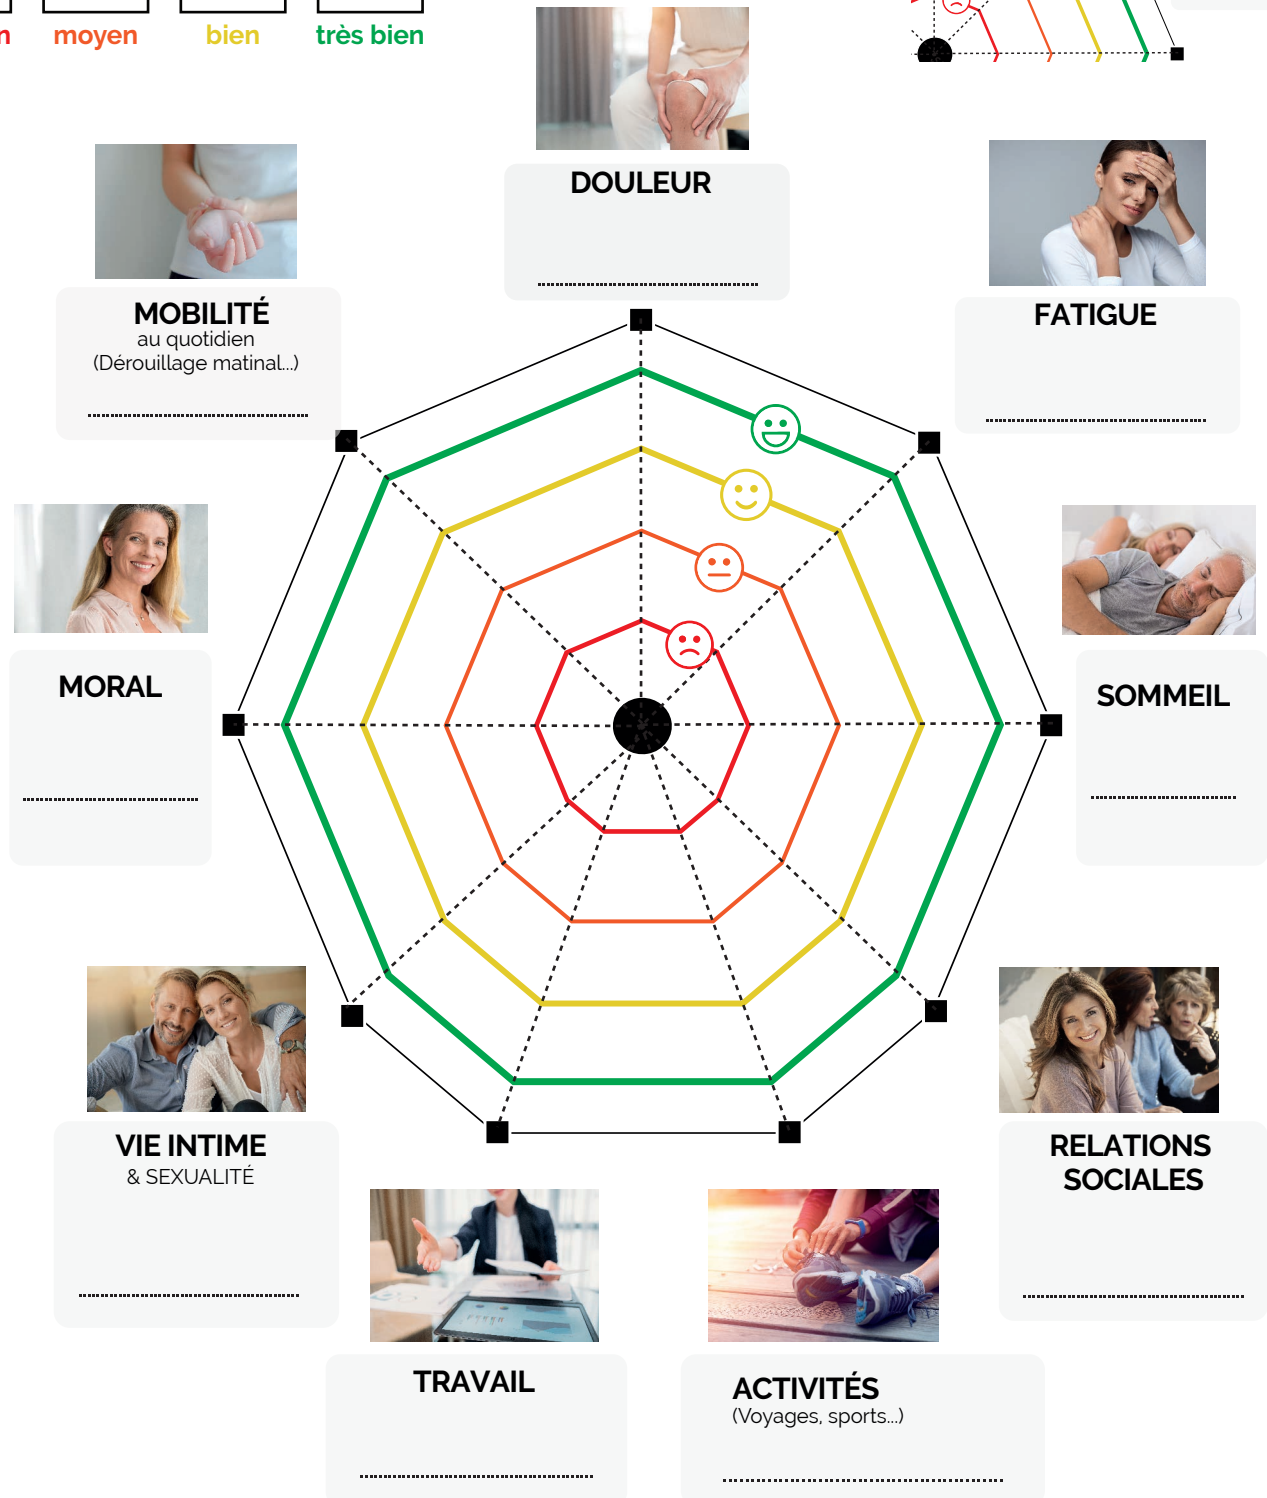 n moyen bien très bien
DOULEUR
MOBILITÉ
au quotidien
(Dérouillage matinal...)
FATIGUE
MORAL
SOMMEIL
VIE INTIME
& SEXUALITÉ
RELATIONS
SOCIALES
TRAVAIL
ACTIVITÉS
(Voyages, sports...)